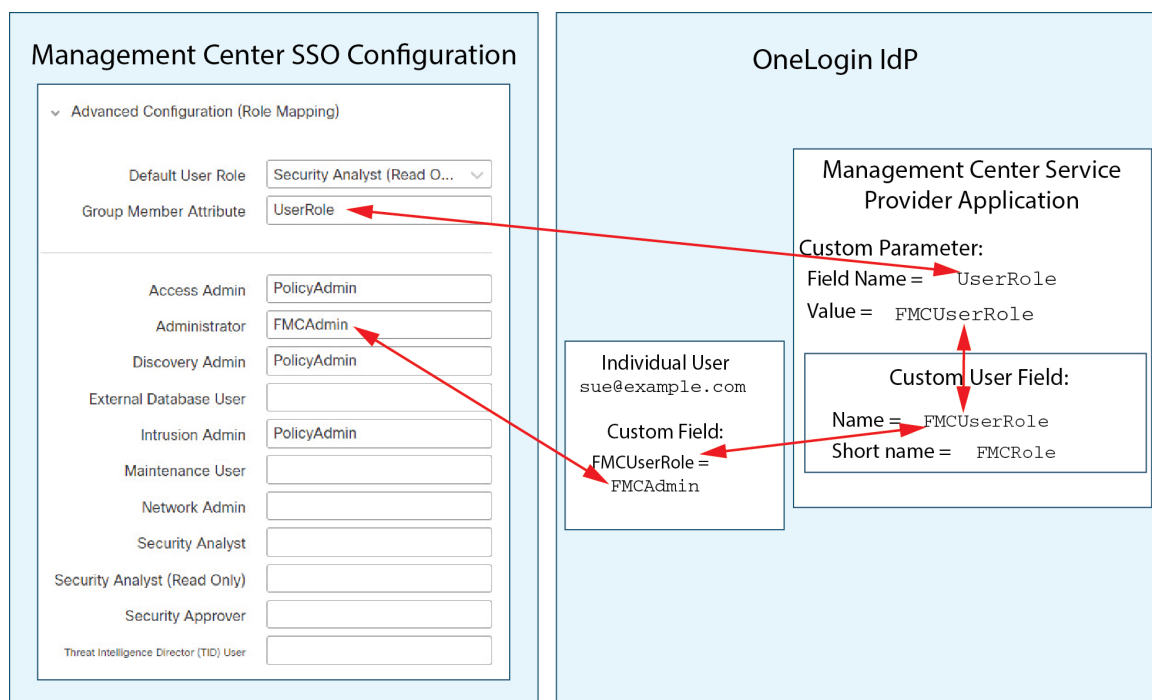 Management Center SSO Configuration
Advanced Configuration (Role Mapping)
Default User Role Security Analyst (Read O...
Group Member Attribute UserRole
Access Admin PolicyAdmin
Administrator FMCAdmin
Discovery Admin PolicyAdmin
External Database User
Intrusion Admin PolicyAdmin
Maintenance User
Network Admin
Security Analyst
Security Analyst (Read Only)
Security Approver
Threat Intelligence Director (TID) User
OneLogin IdP
Management Center Service
Provider Application
Custom Parameter:
Field Name = UserRole
Value = FMCUserRole
Custom User Field:
Name = FMCUserRole
Short name = FMCRole
Individual User
sue@example.com
Custom Field:
FMCUserRole =
FMCAdmin